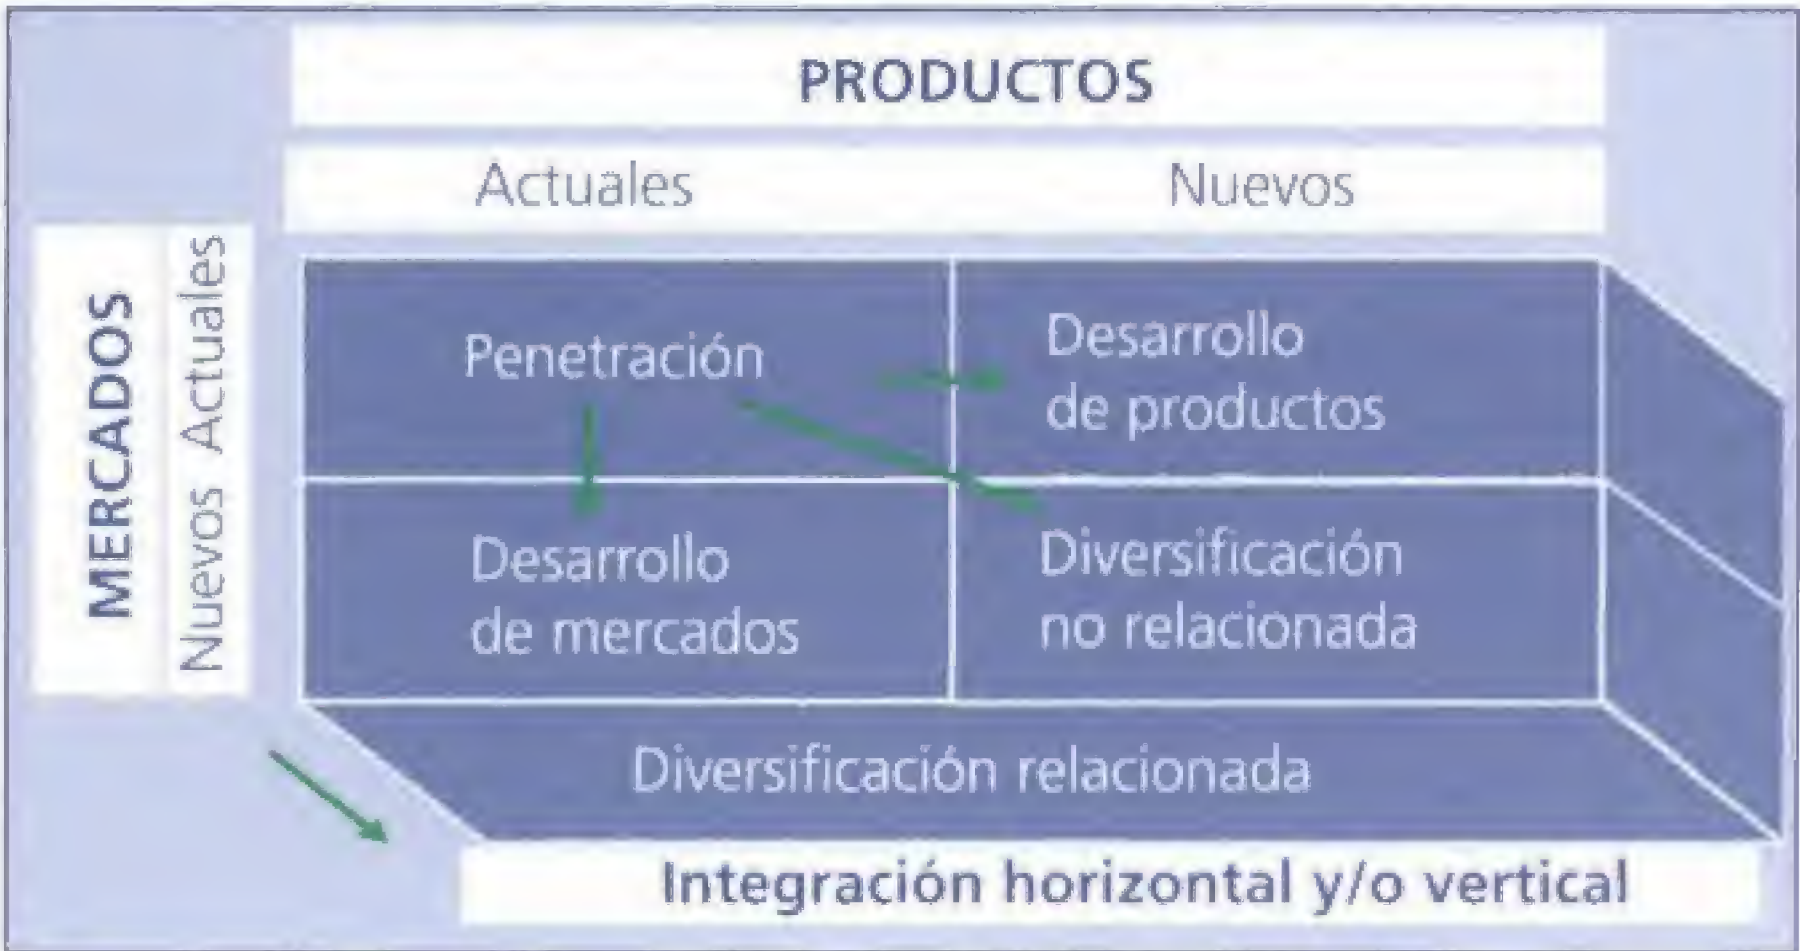 PRODUCTOS
Actuales
Nuevos
MERCADOS
Nuevos Actuales
Penetración
Desarrollo
de productos
Desarrollo
de mercados
Diversificación
no relacionada
Diversificación relacionada
Integración horizontal y/o vertical